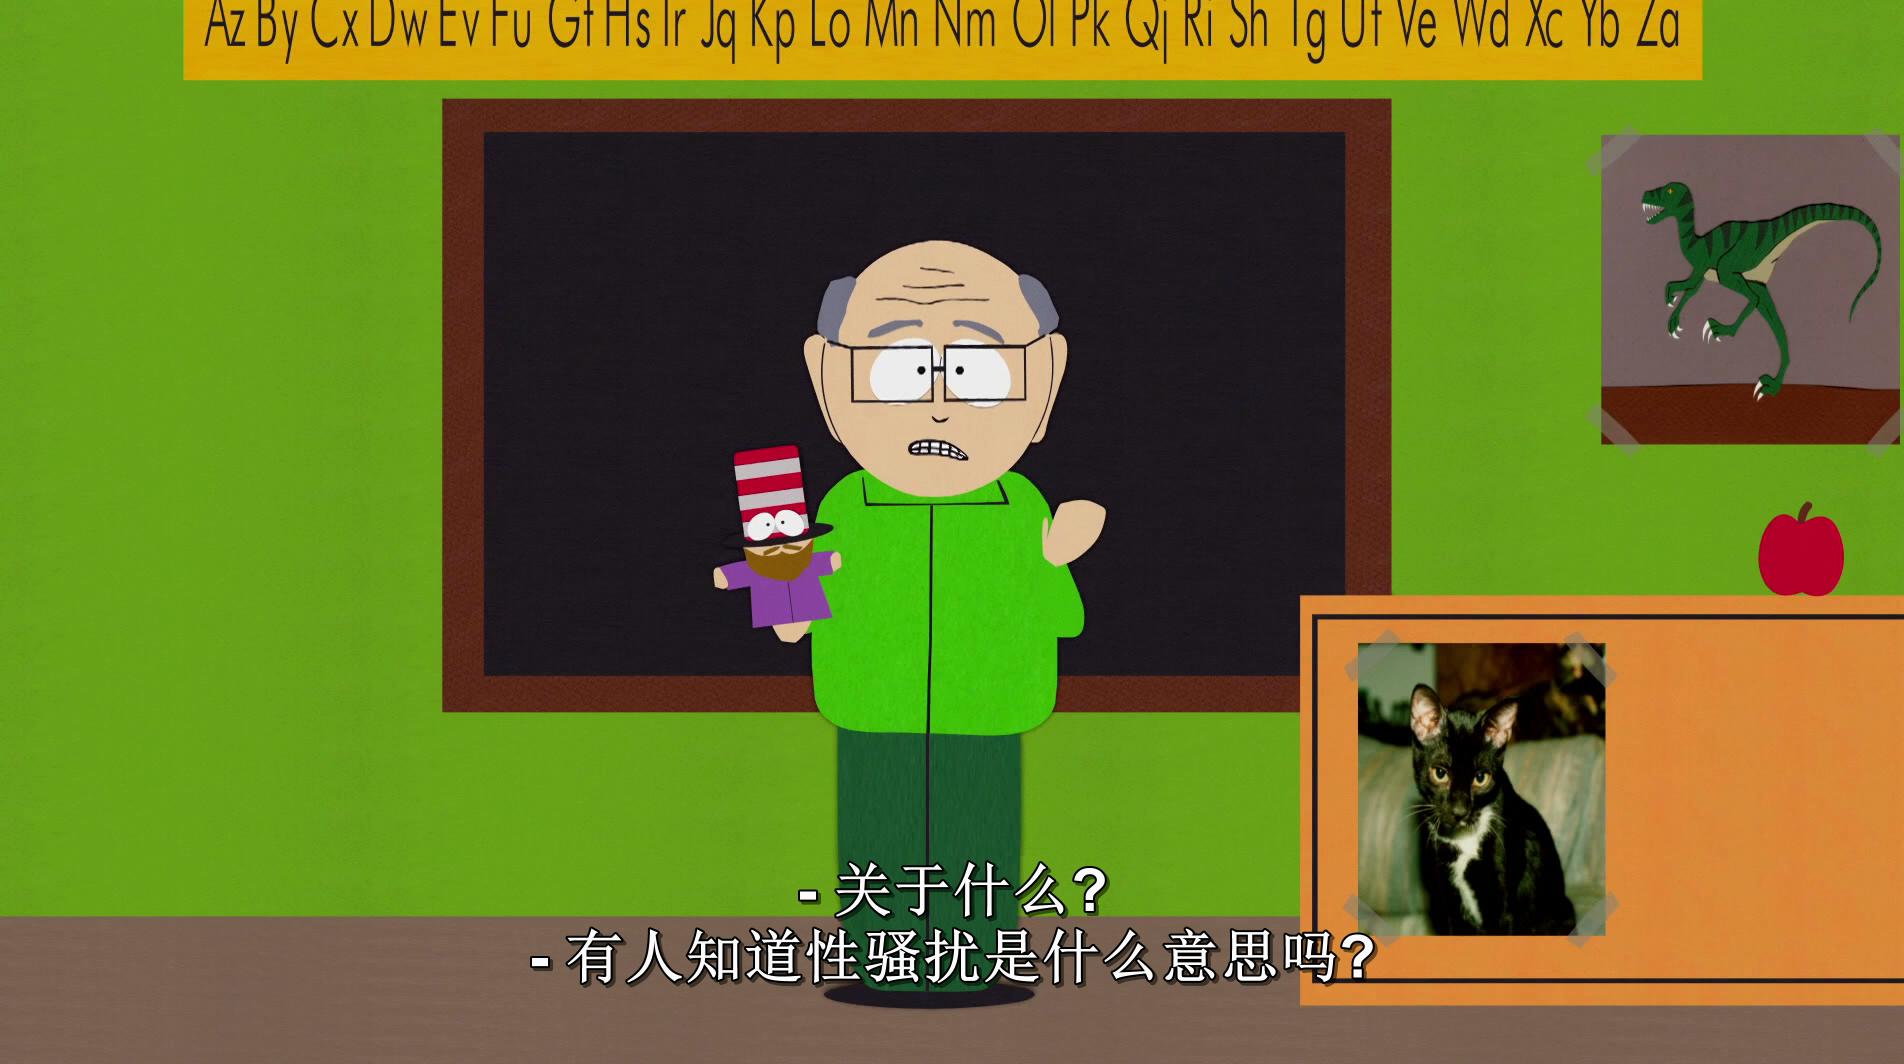 Az By Cx Dw Ev Fu Gt Hs Ir Jq Kp Lo Mn Nm Ol Pk Qj Ri Sh Tg Uf Ve Wd Xc Yb Za
- 关于什么?
- 有人知道性骚扰是什么意思吗?